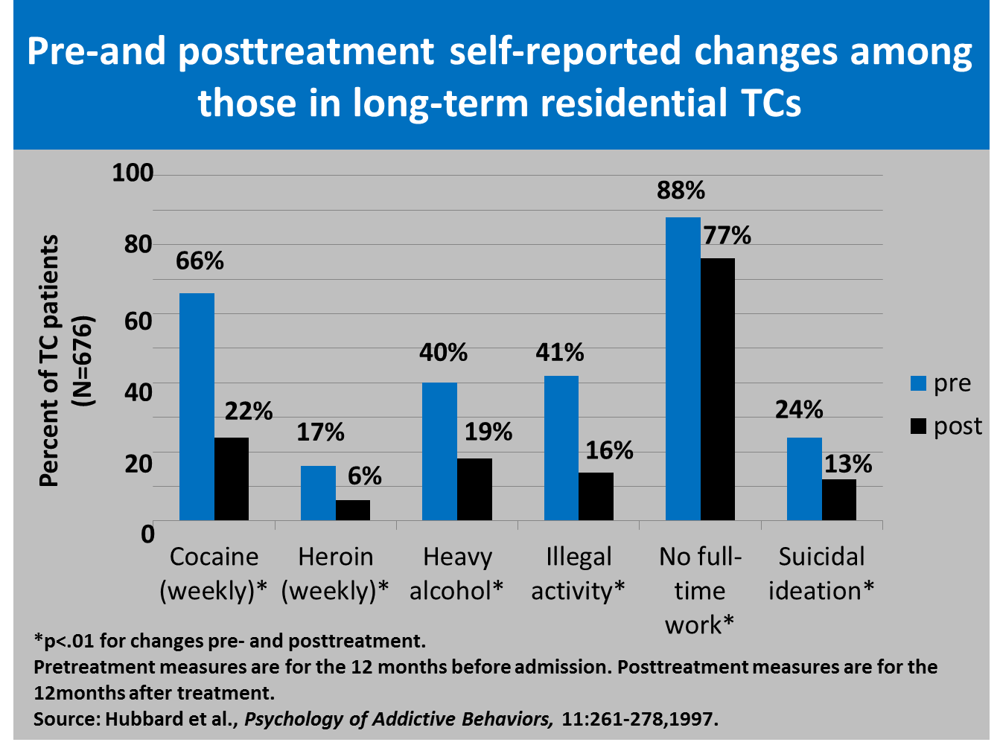 Pre-and posttreatment self-reported changes among
those in long-term residential TCs
Percent of TC patients
(N=676)
100
80
60
40
20
0
66%
22%
17%
6%
40%
19%
41%
16%
88%
77%
24%
13%
pre
post
Cocaine
(weekly)*
Heroin
(weekly)*
Heavy
alcohol*
Illegal
activity*
No full-
time
work*
Suicidal
ideation*
*p<.01 for changes pre- and posttreatment.
Pretreatment measures are for the 12 months before admission. Posttreatment measures are for the
12months after treatment.
Source: Hubbard et al., Psychology of Addictive Behaviors, 11:261-278,1997.